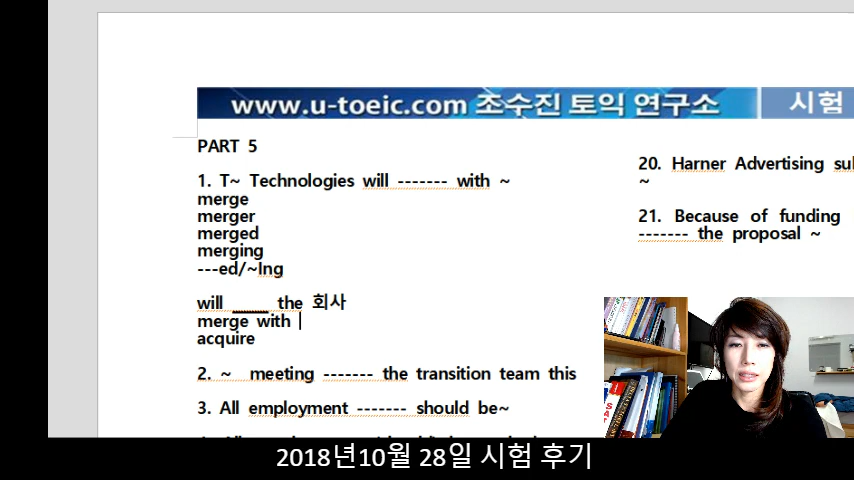 www.u-toeic.com 조수진 토익 연구소 시험
PART 5
1. T~ Technologies will ------- with ~
merge
merger
merged
merging
---ed/~lng
will ____ the 회사
merge with
acquire
2. ~ meeting ------- the transition team this
3. All employment ------- should be~
20. Harner Advertising sul
~
21. Because of funding
------- the proposal ~
2018년10월 28일 시험 후기